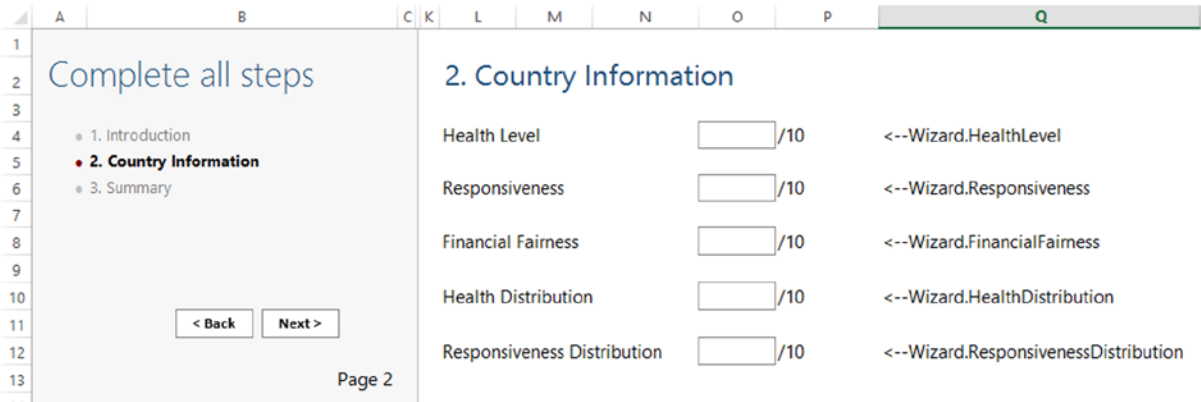 A B C K L M N O P Q
1
2 Complete all steps 2. Country Information
3
4 1. Introduction Health Level /10 <--Wizard.HealthLevel
5 2. Country Information
6 3. Summary Responsiveness /10 <--Wizard.Responsiveness
7
8 Financial Fairness /10 <--Wizard.FinancialFairness
9
10 Health Distribution /10 <--Wizard.HealthDistribution
11 < Back Next >
12 Responsiveness Distribution /10 <--Wizard.ResponsivenessDistribution
13 Page 2